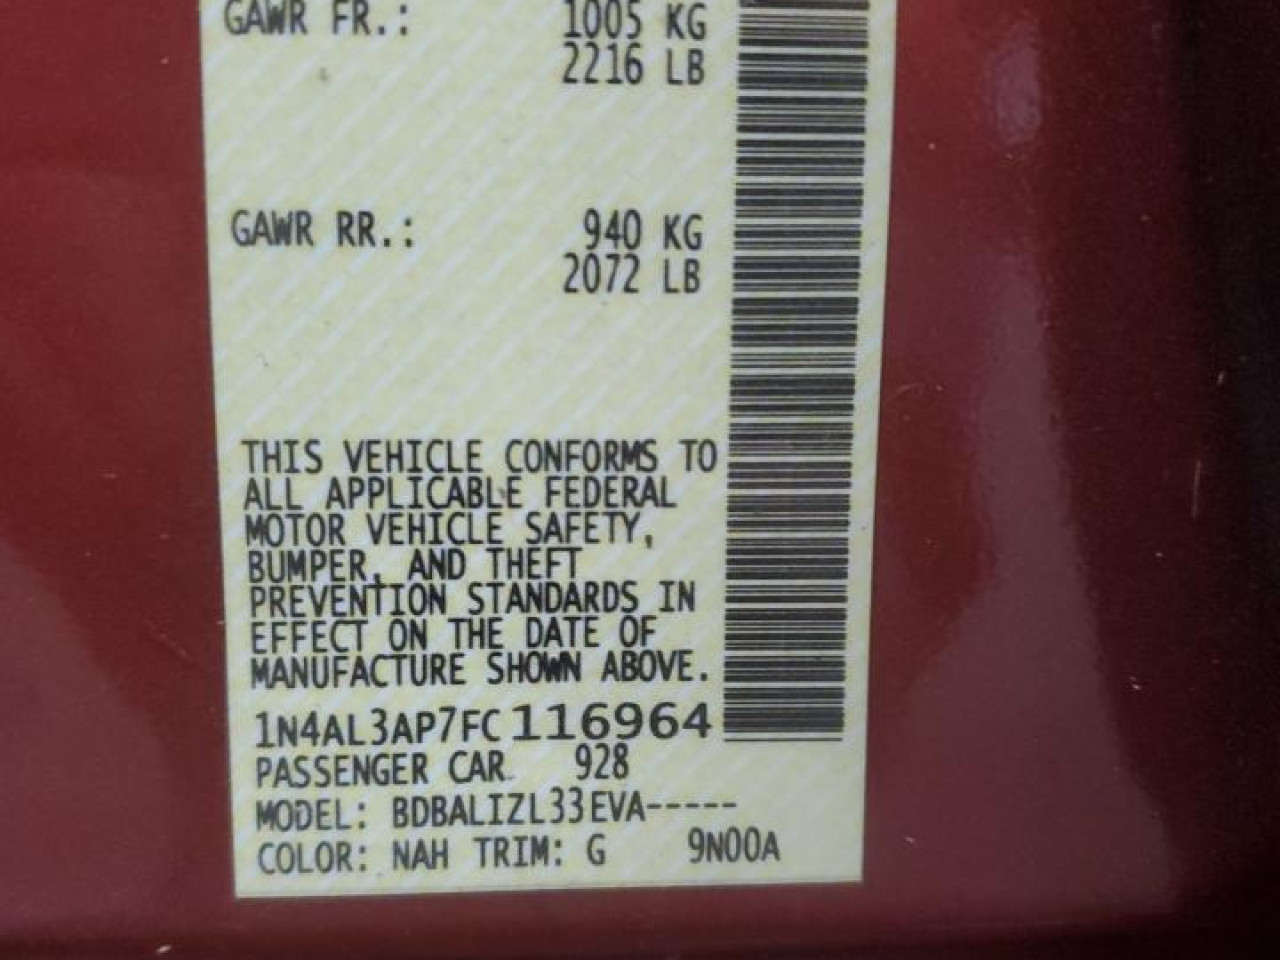 GAWR FR.: 1005 KG
2216 LB
GAWR RR.: 940 KG
2072 LB
THIS VEHICLE CONFORMS TO
ALL APPLICABLE FEDERAL
MOTOR VEHICLE SAFETY,
BUMPER, AND THEFT
PREVENTION STANDARDS IN
EFFECT ON THE DATE OF
MANUFACTURE SHOWN ABOVE.
1N4AL3AP7FC116964
PASSENGER CAR 928
MODEL: BDBALIZL33EVA-----
COLOR: NAH TRIM: G 9N00A